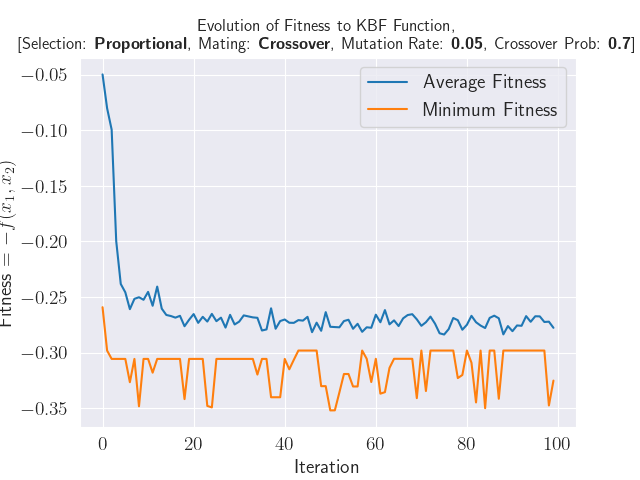 Evolution of Fitness to KBF Function,
[Selection: Proportional, Mating: Crossover, Mutation Rate: 0.05, Crossover Prob: 0.7]
Average Fitness
Minimum Fitness
−0.05
−0.10
−0.15
−0.20
−0.25
−0.30
−0.35
Fitness = −f(x₁, x₂)
0 20 40 60 80 100
Iteration